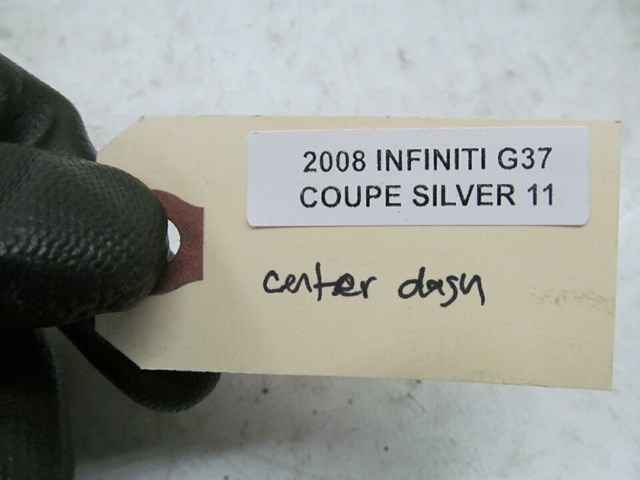 2008 INFINITI G37
COUPE SILVER 11
center dash